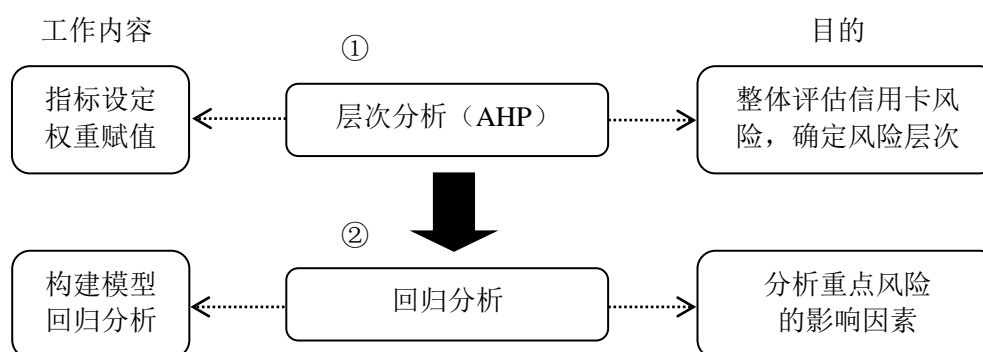 工作内容
目的
①
指标设定
权重赋值
层次分析（AHP）
整体评估信用卡风
险，确定风险层次
②
构建模型
回归分析
回归分析
分析重点风险
的影响因素